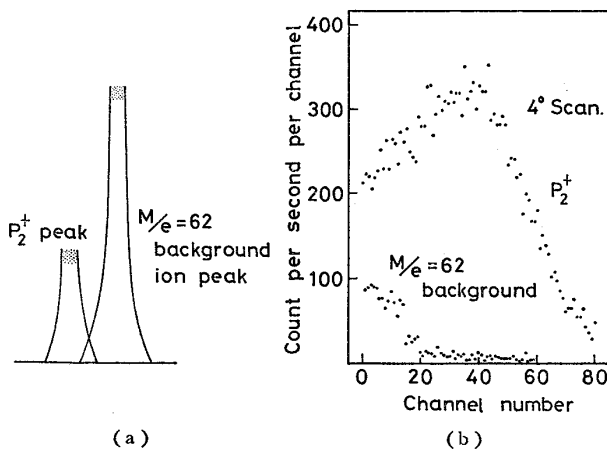 P₂⁺ peak
M/e=62
background
ion peak
(a)
Count per second per channel
400
300
200
100
0
20
40
60
80
4° Scan.
P₂⁺
M/e=62
background
Channel number
(b)